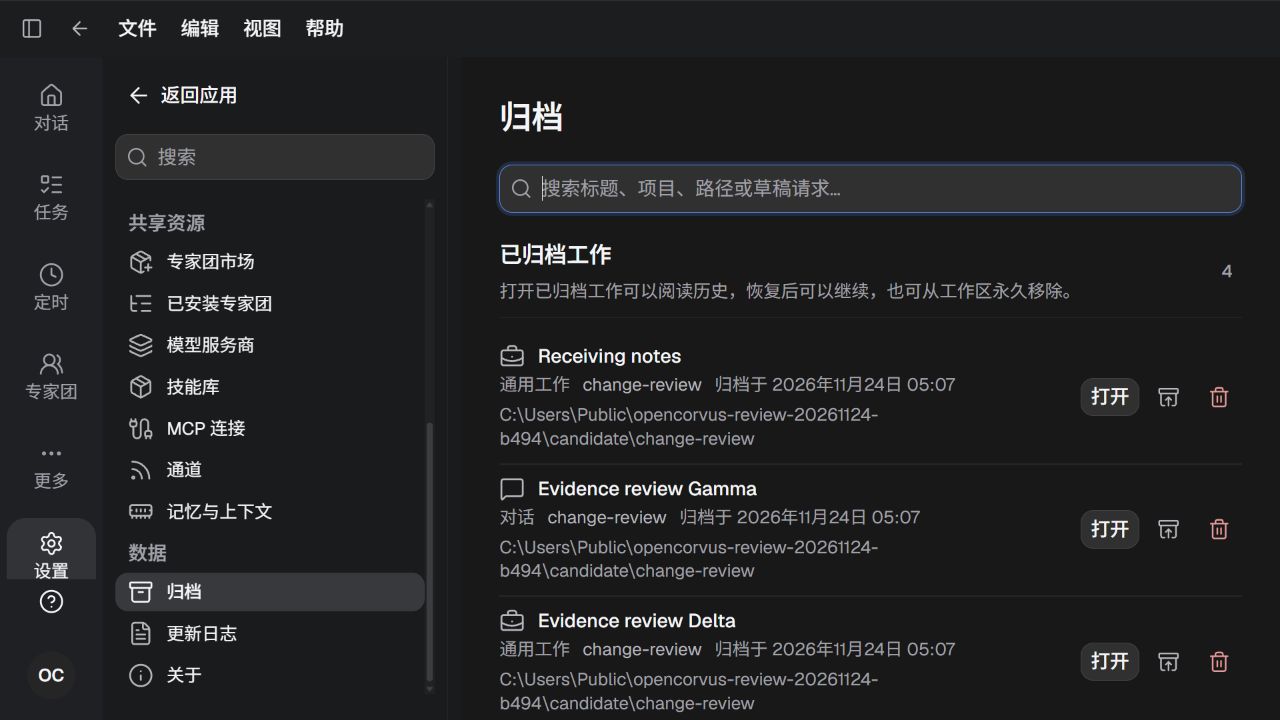 文件 编辑 视图 帮助
对话
任务
定时
专家团
更多
设置
OC
返回应用
搜索
共享资源
专家团市场
已安装专家团
模型服务商
技能库
MCP 连接
通道
记忆与上下文
数据
归档
更新日志
关于
归档
搜索标题、项目、路径或草稿请求...
已归档工作
4
打开已归档工作可以阅读历史，恢复后可以继续，也可从工作区永久移除。
Receiving notes
通用工作 change-review 归档于 2026年11月24日 05:07
C:\Users\Public\opencorvus-review-20261124-
b494\candidate\change-review
打开
Evidence review Gamma
对话 change-review 归档于 2026年11月24日 05:07
C:\Users\Public\opencorvus-review-20261124-
b494\candidate\change-review
打开
Evidence review Delta
通用工作 change-review 归档于 2026年11月24日 05:07
C:\Users\Public\opencorvus-review-20261124-
b494\candidate\change-review
打开